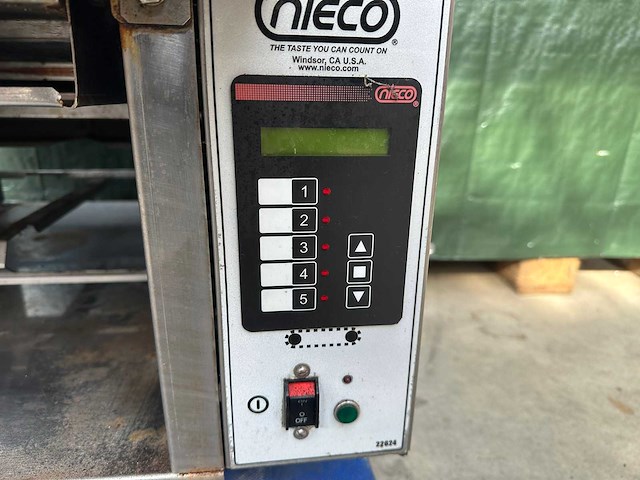 NIECO
®
THE TASTE YOU CAN COUNT ON
Windsor, CA U.S.A.
www.nieco.com
NIECO
®
1
2
3
4
5
OFF
22624